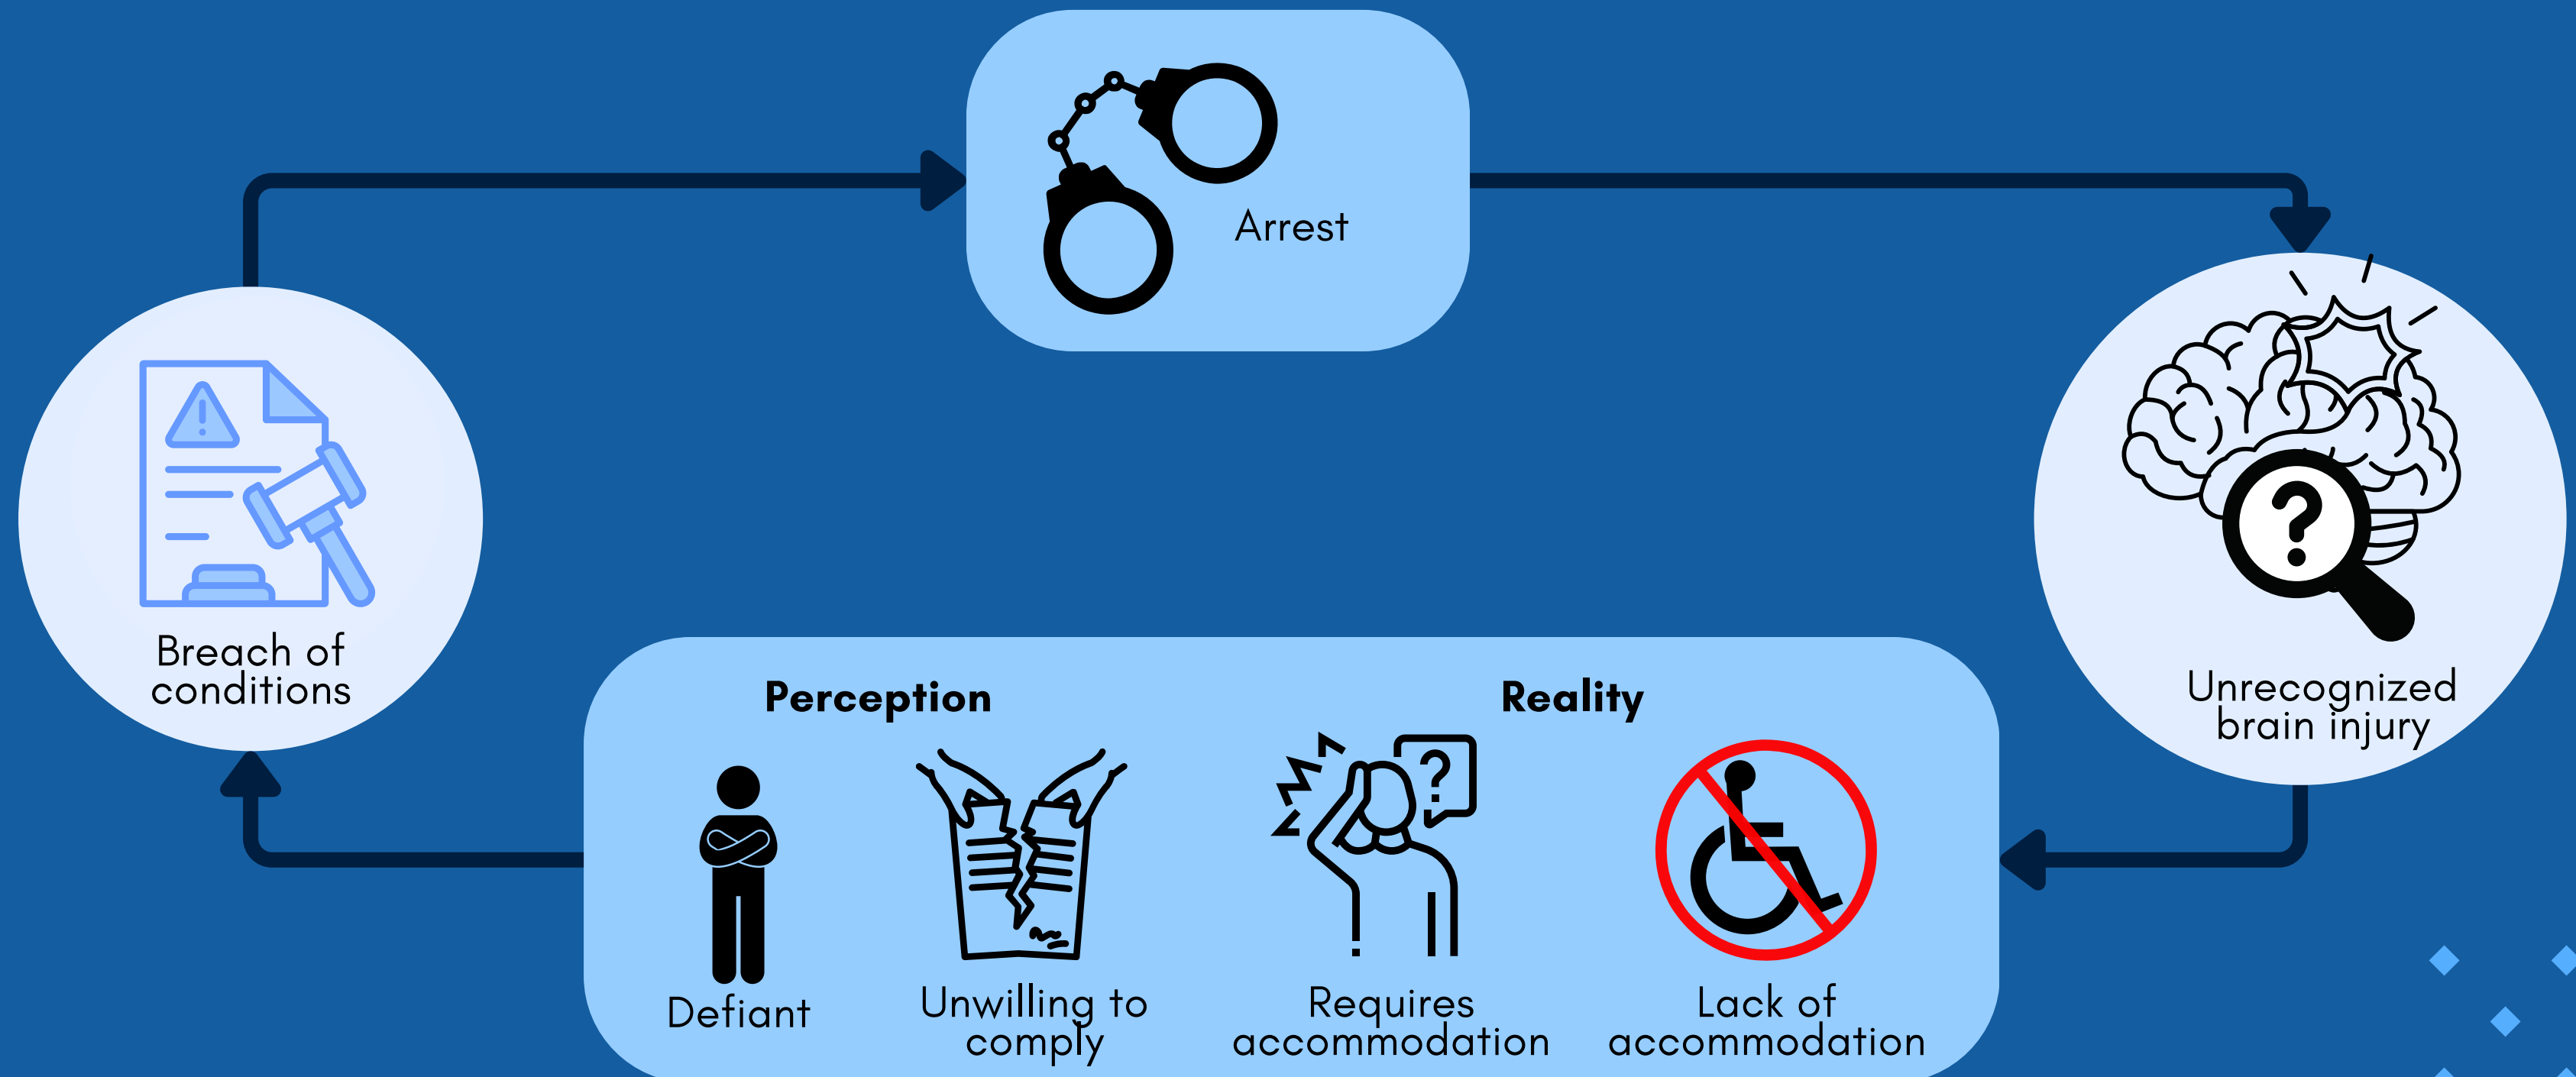 Arrest
Breach of
conditions
Unrecognized
brain injury
Perception
Reality
Defiant
Unwilling to
comply
Requires
accommodation
Lack of
accommodation
?
?
!